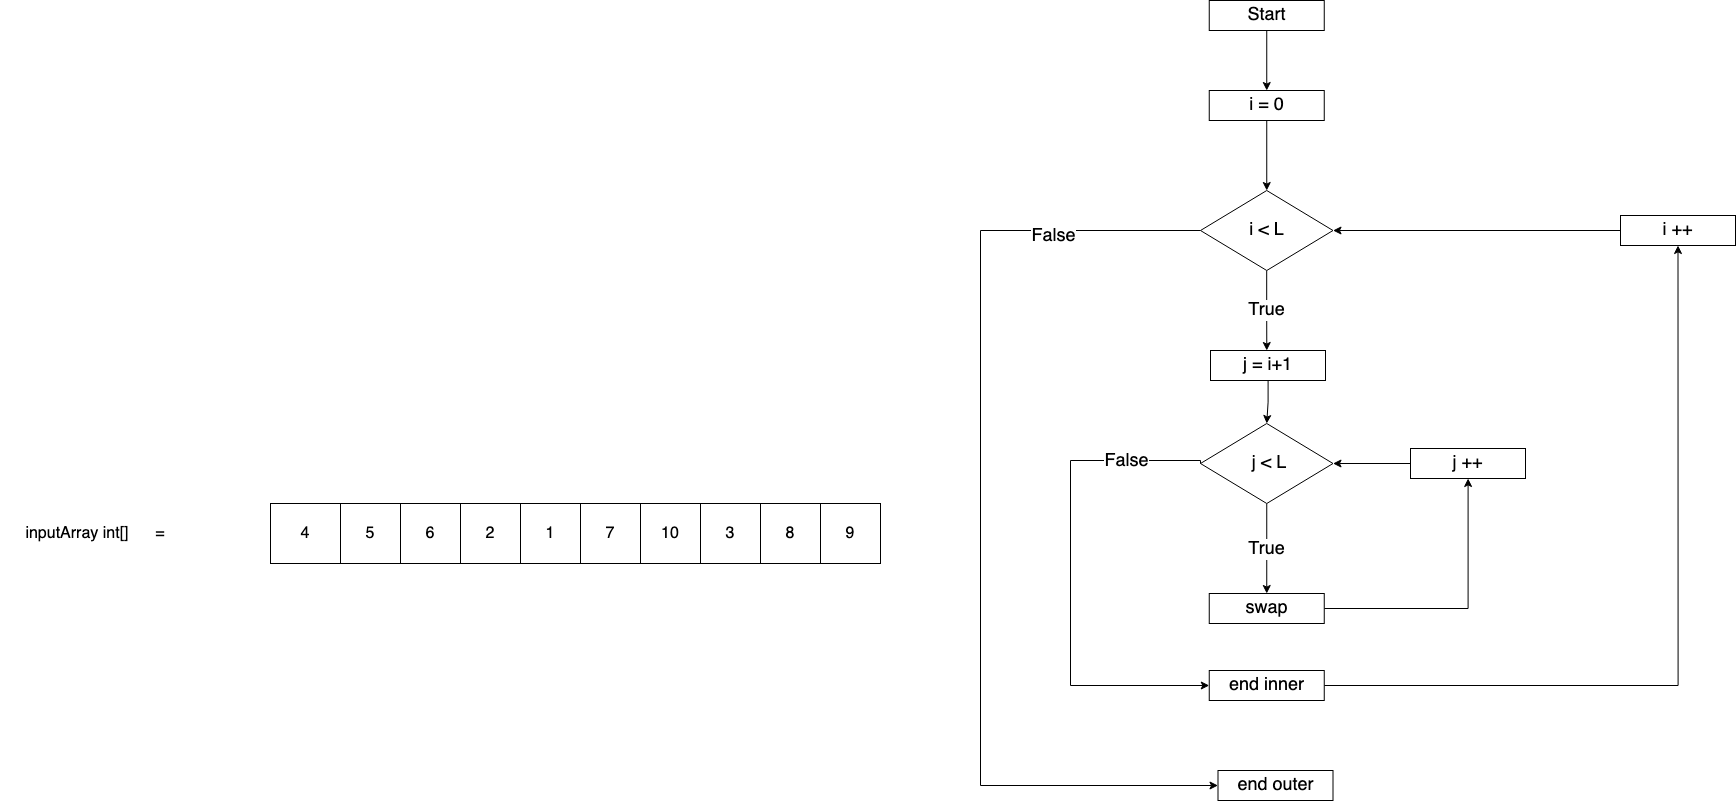 Start
i = 0
i < L
i ++
False
True
j = i+1
False
j < L
j ++
inputArray int[] =
4 5 6 2 1 7 10 3 8 9
True
swap
end inner
end outer